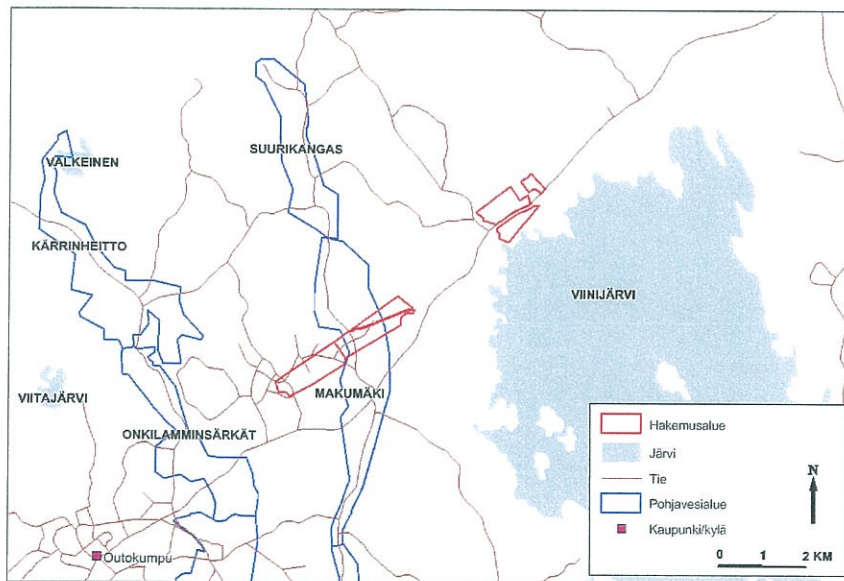 SUURIKANGAS
VALKEINEN
KÄRRINHEITTO
VIINIJÄRVI
VIITAJÄRVI
MAKUMÄKI
ONKILAMMINSÄRKÄT
Outokumpu
Hakemusalue
Järvi
Tie
Pohjavesialue
Kaupunki/kylä
N
0 1 2 KM